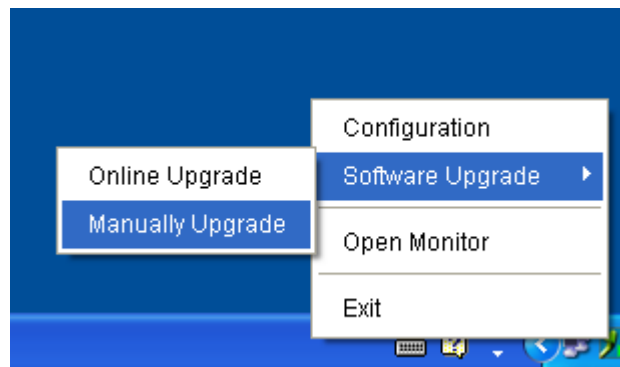 Configuration
Software Upgrade
Online Upgrade
Manually Upgrade
Open Monitor
Exit